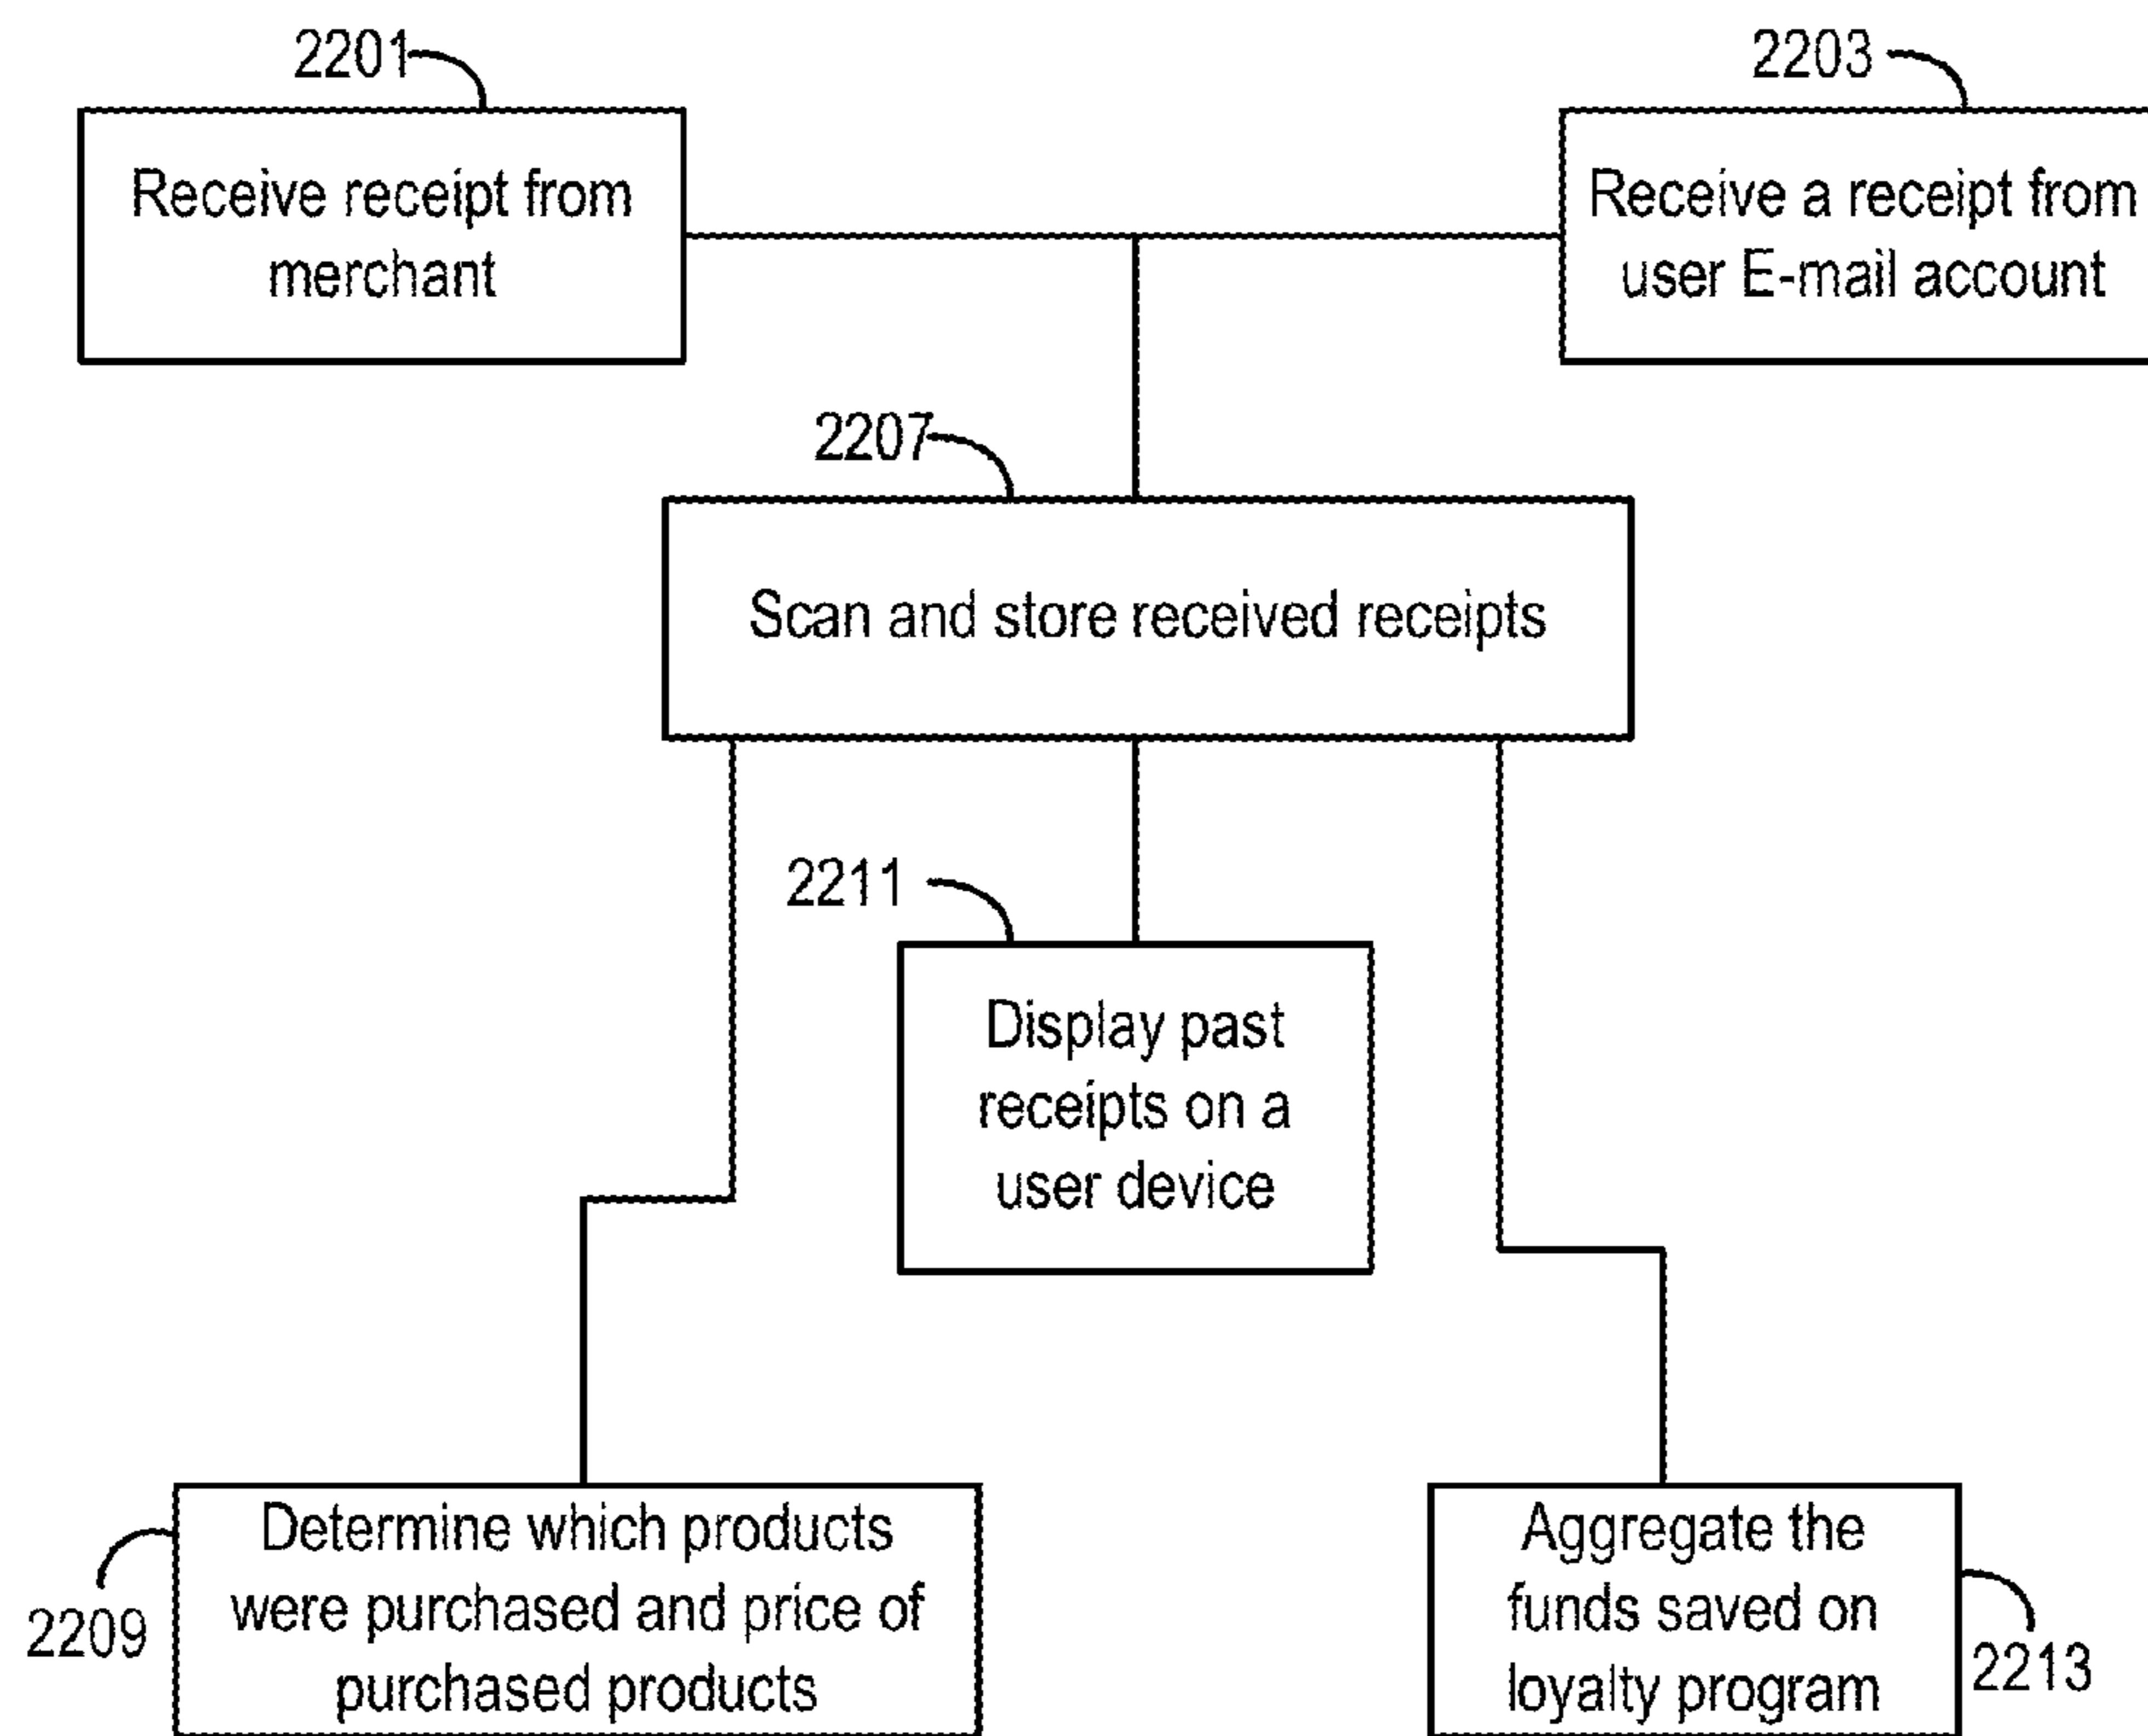 2201
2203
Receive receipt from
merchant
Receive a receipt from
user E-mail account
2207
Scan and store received receipts
2211
Display past
receipts on a
user device
Determine which products
were purchased and price of
purchased products
2209
Aggregate the
funds saved on
loyalty program
2213